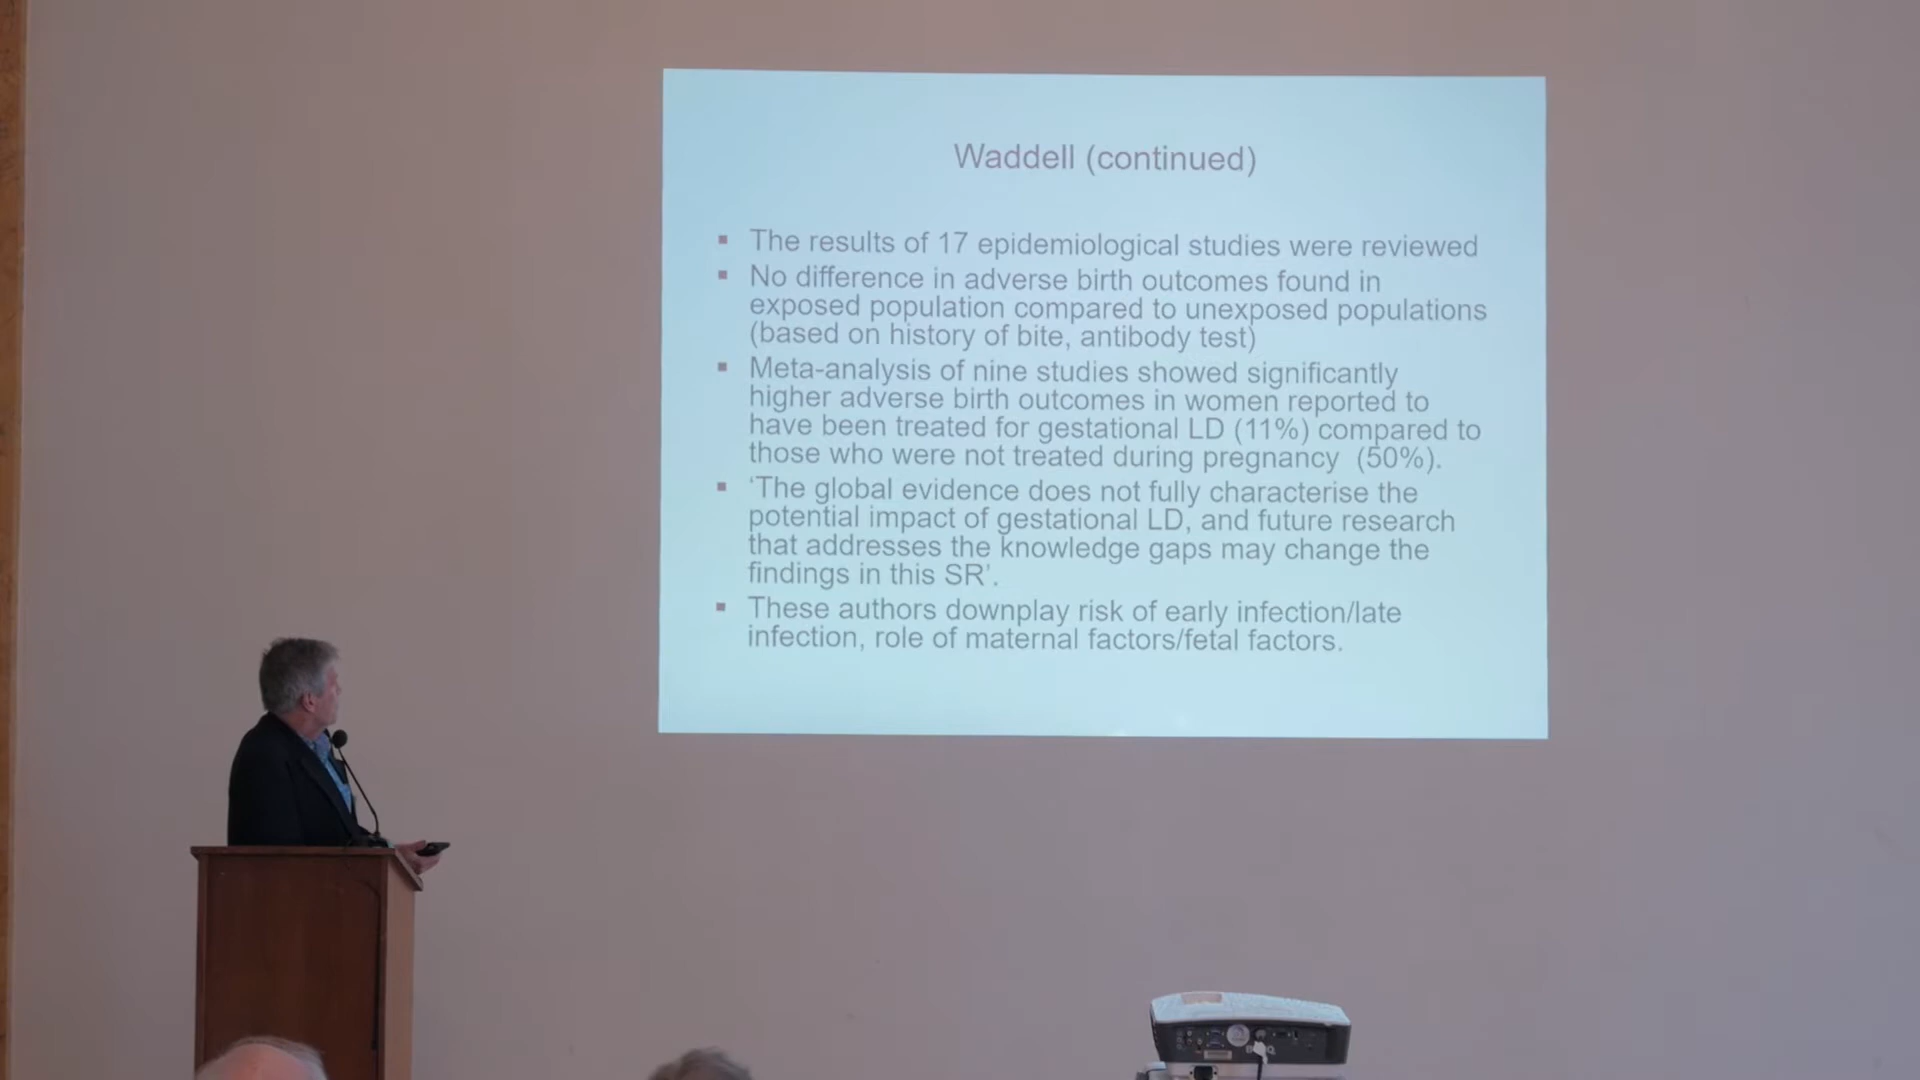 Waddell (continued)
▪ The results of 17 epidemiological studies were reviewed
▪ No difference in adverse birth outcomes found in
exposed population compared to unexposed populations
(based on history of bite, antibody test)
▪ Meta-analysis of nine studies showed significantly
higher adverse birth outcomes in women reported to
have been treated for gestational LD (11%) compared to
those who were not treated during pregnancy (50%).
▪ ‘The global evidence does not fully characterise the
potential impact of gestational LD, and future research
that addresses the knowledge gaps may change the
findings in this SR’.
▪ These authors downplay risk of early infection/late
infection, role of maternal factors/fetal factors.